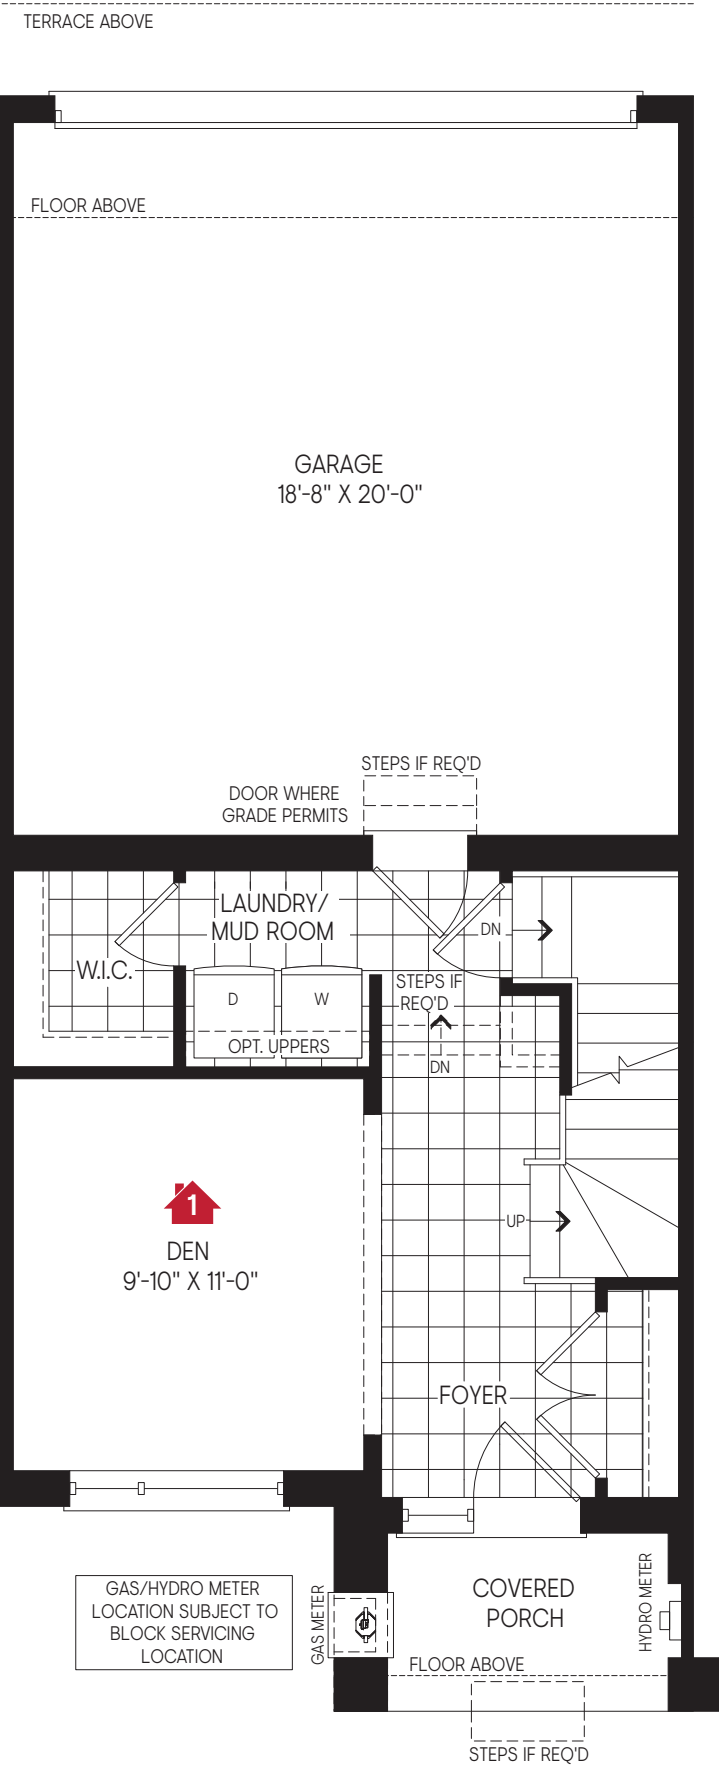 TERRACE ABOVE
FLOOR ABOVE
GARAGE
18'-8" X 20'-0"
STEPS IF REQ'D
DOOR WHERE
GRADE PERMITS
LAUNDRY/
MUD ROOM
DN
W.I.C.
STEPS IF
REQ'D
D
W
OPT. UPPERS
DN
1
DEN
9'-10" X 11'-0"
UP
FOYER
GAS/HYDRO METER
LOCATION SUBJECT TO
BLOCK SERVICING
LOCATION
GAS METER
COVERED
PORCH
HYDRO METER
FLOOR ABOVE
STEPS IF REQ'D